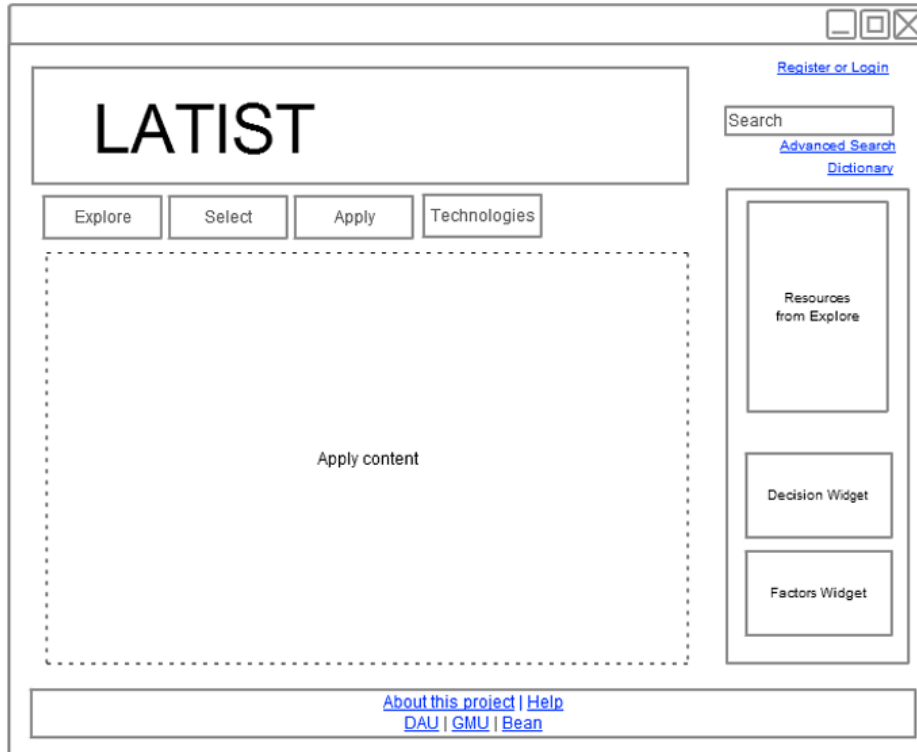 Register or Login
LATIST
Search
Advanced Search
Dictionary
Explore
Select
Apply
Technologies
Resources
from Explore
Apply content
Decision Widget
Factors Widget
About this project | Help
DAU | GMU | Bean